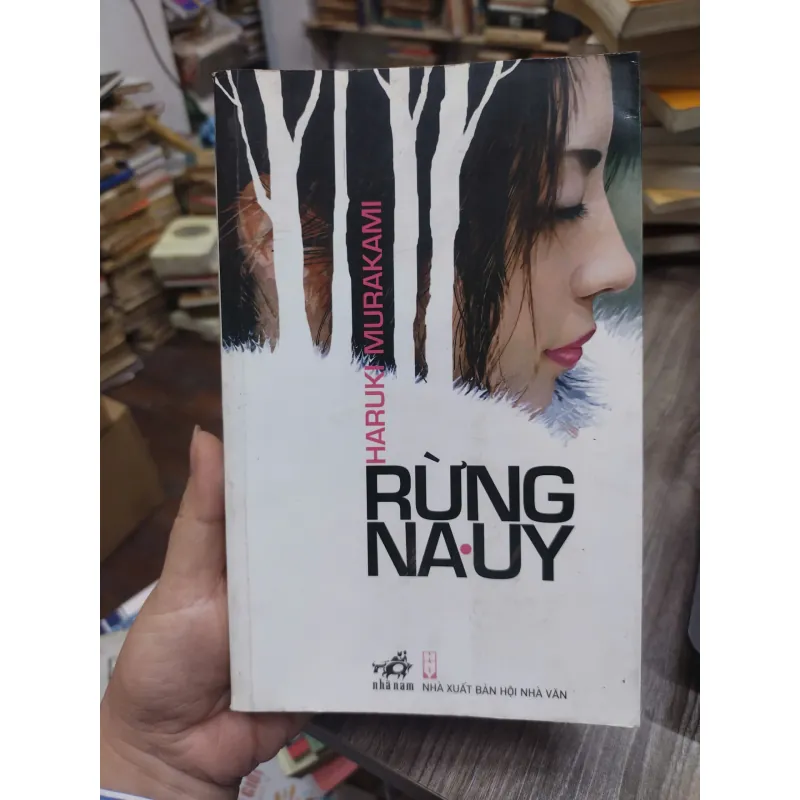 HARUKI MURAKAMI
RỪNG
NA•UY
nhã nam
NHÀ XUẤT BẢN HỘI NHÀ VĂN